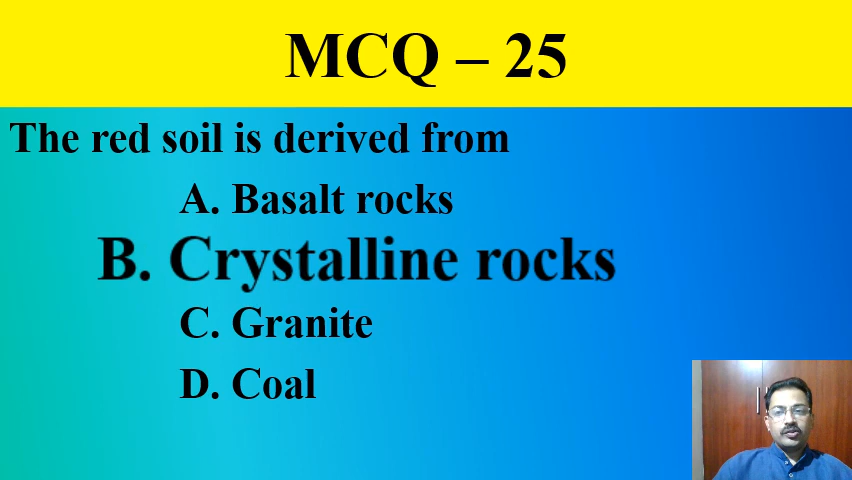 MCQ – 25
The red soil is derived from
A. Basalt rocks
B. Crystalline rocks
C. Granite
D. Coal